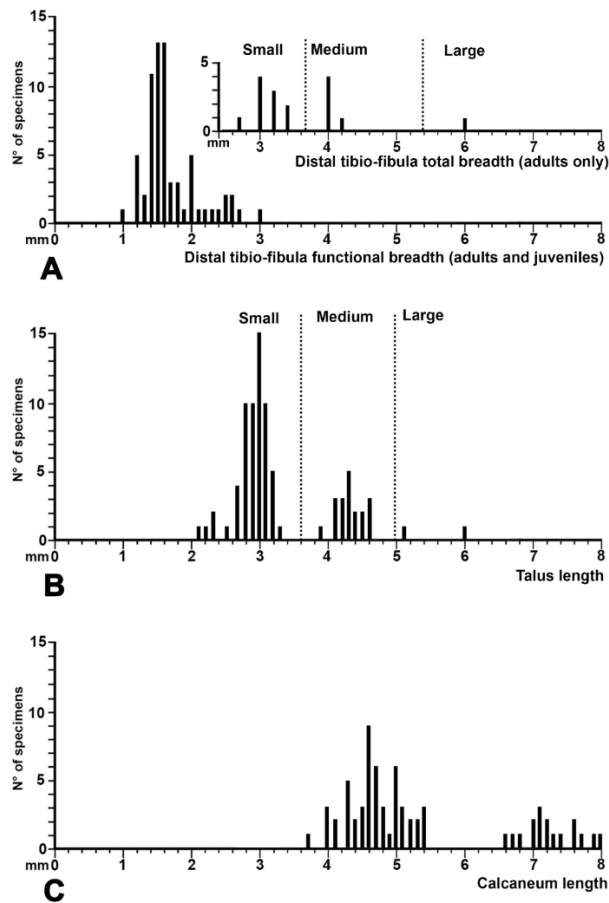 15
10
5
0
N° of specimens
Small Medium Large
5
0
mm 3 4 5 6 7 8
Distal tibio-fibula total breadth (adults only)
mm 0 1 2 3 4 5 6 7 8
Distal tibio-fibula functional breadth (adults and juveniles)
A
Small Medium Large
15
10
5
0
N° of specimens
mm 0 1 2 3 4 5 6 7 8
Talus length
B
15
10
5
0
N° of specimens
mm 0 1 2 3 4 5 6 7 8
Calcaneum length
C